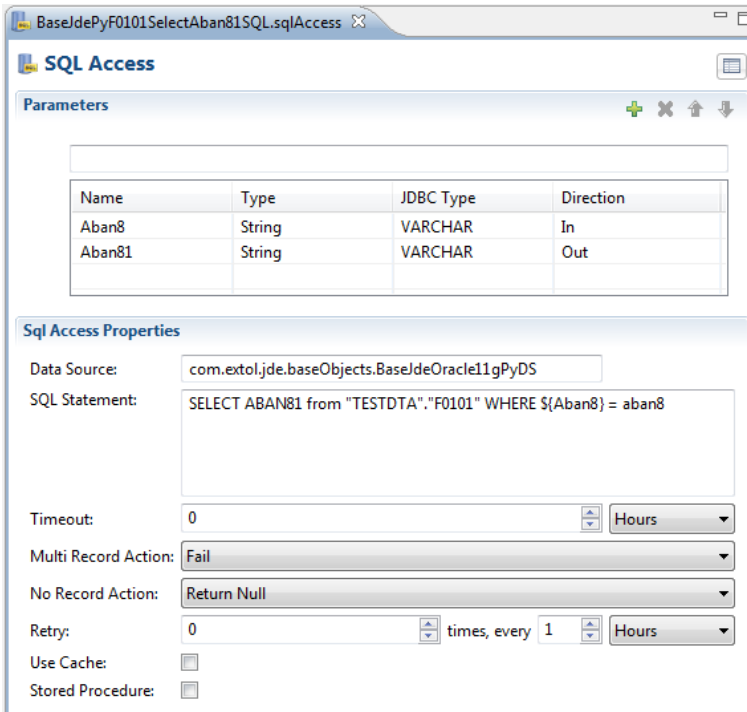 BaseJdePyF0101SelectAban81SQL.sqlAccess
SQL Access
Parameters
Name Type JDBC Type Direction
Aban8 String VARCHAR In
Aban81 String VARCHAR Out
Sql Access Properties
Data Source: com.extol.jde.baseObjects.BaseJdeOracle11gPyDS
SQL Statement: SELECT ABAN81 from "TESTDTA"."F0101" WHERE ${Aban8} = aban8
Timeout: 0 Hours
Multi Record Action: Fail
No Record Action: Return Null
Retry: 0 times, every 1 Hours
Use Cache:
Stored Procedure: